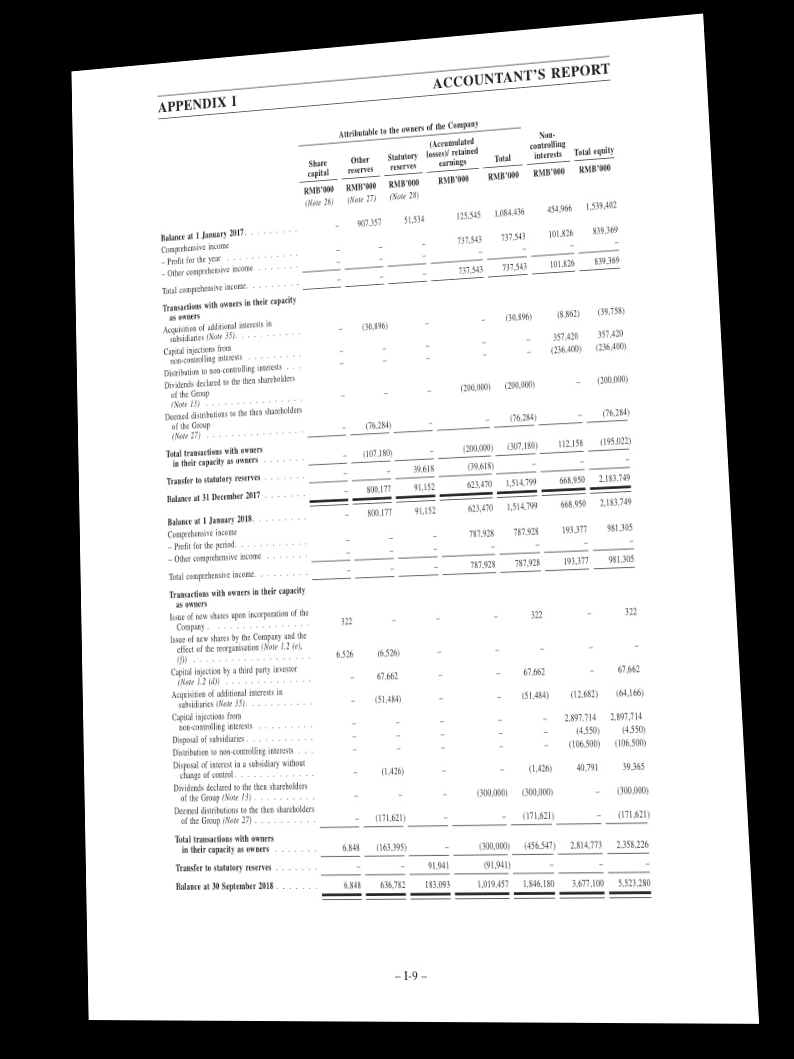 APPENDIX I ACCOUNTANT'S REPORT
Attributable to the owners of the Company
Share capital Other reserves Statutory reserves (Accumulated losses)/ retained earnings Total Non-controlling interests Total equity
RMB'000 RMB'000 RMB'000 RMB'000 RMB'000 RMB'000 RMB'000
(Note 26) (Note 27) (Note 28)
Balance at 1 January 2017 . . . . . . . . . – 907,357 51,534 125,545 1,084,436 454,966 1,539,402
Comprehensive income
– Profit for the year . . . . . . . . . . . . – – – 737,543 737,543 101,826 839,369
– Other comprehensive income . . . . . . . – – – – – – –
Total comprehensive income. . . . . . . . . – – – 737,543 737,543 101,826 839,369
Transactions with owners in their capacity
as owners
Acquisition of additional interests in
subsidiaries (Note 35). . . . . . . . . . . – (30,896) – – (30,896) (8,862) (39,758)
Capital injections from
non-controlling interests . . . . . . . . . – – – – – 357,420 357,420
Distribution to non-controlling interests . . . – – – – – (236,400) (236,400)
Dividends declared to the then shareholders
of the Group
(Note 13) . . . . . . . . . . . . . . . . – – – (200,000) (200,000) – (200,000)
Deemed distributions to the then shareholders
of the Group
(Note 27) . . . . . . . . . . . . . . . . – (76,284) – – (76,284) – (76,284)
Total transactions with owners
in their capacity as owners . . . . . . . – (107,180) – (200,000) (307,180) 112,158 (195,022)
Transfer to statutory reserves . . . . . . . – – 39,618 (39,618) – – –
Balance at 31 December 2017 . . . . . . . – 800,177 91,152 623,470 1,514,799 668,950 2,183,749
Balance at 1 January 2018. . . . . . . . . – 800,177 91,152 623,470 1,514,799 668,950 2,183,749
Comprehensive income
– Profit for the period. . . . . . . . . . . . – – – 787,928 787,928 193,377 981,305
– Other comprehensive income . . . . . . . – – – – – – –
Total comprehensive income. . . . . . . . . – – – 787,928 787,928 193,377 981,305
Transactions with owners in their capacity
as owners
Issue of new shares upon incorporation of the
Company . . . . . . . . . . . . . . . . 322 – – – 322 – 322
Issue of new shares by the Company and the
effect of the reorganisation (Note 1.2 (e),
(f)) . . . . . . . . . . . . . . . . . . 6,526 (6,526) – – – – –
Capital injection by a third party investor
(Note 1.2 (d)) . . . . . . . . . . . . . . – 67,662 – – 67,662 – 67,662
Acquisition of additional interests in
subsidiaries (Note 35). . . . . . . . . . . – (51,484) – – (51,484) (12,682) (64,166)
Capital injections from
non-controlling interests . . . . . . . . . – – – – – 2,897,714 2,897,714
Disposal of subsidiaries. . . . . . . . . . . – – – – – (4,550) (4,550)
Distribution to non-controlling interests . . . – – – – – (106,500) (106,500)
Disposal of interest in a subsidiary without
change of control. . . . . . . . . . . . . – (1,426) – – (1,426) 40,791 39,365
Dividends declared to the then shareholders
of the Group (Note 13) . . . . . . . . . . – – – (300,000) (300,000) – (300,000)
Deemed distributions to the then shareholders
of the Group (Note 27) . . . . . . . . . . – (171,621) – – (171,621) – (171,621)
Total transactions with owners
in their capacity as owners . . . . . . . 6,848 (163,395) – (300,000) (456,547) 2,814,773 2,358,226
Transfer to statutory reserves . . . . . . . – – 91,941 (91,941) – – –
Balance at 30 September 2018 . . . . . . . 6,848 636,782 183,093 1,019,457 1,846,180 3,677,100 5,523,280
– I-9 –